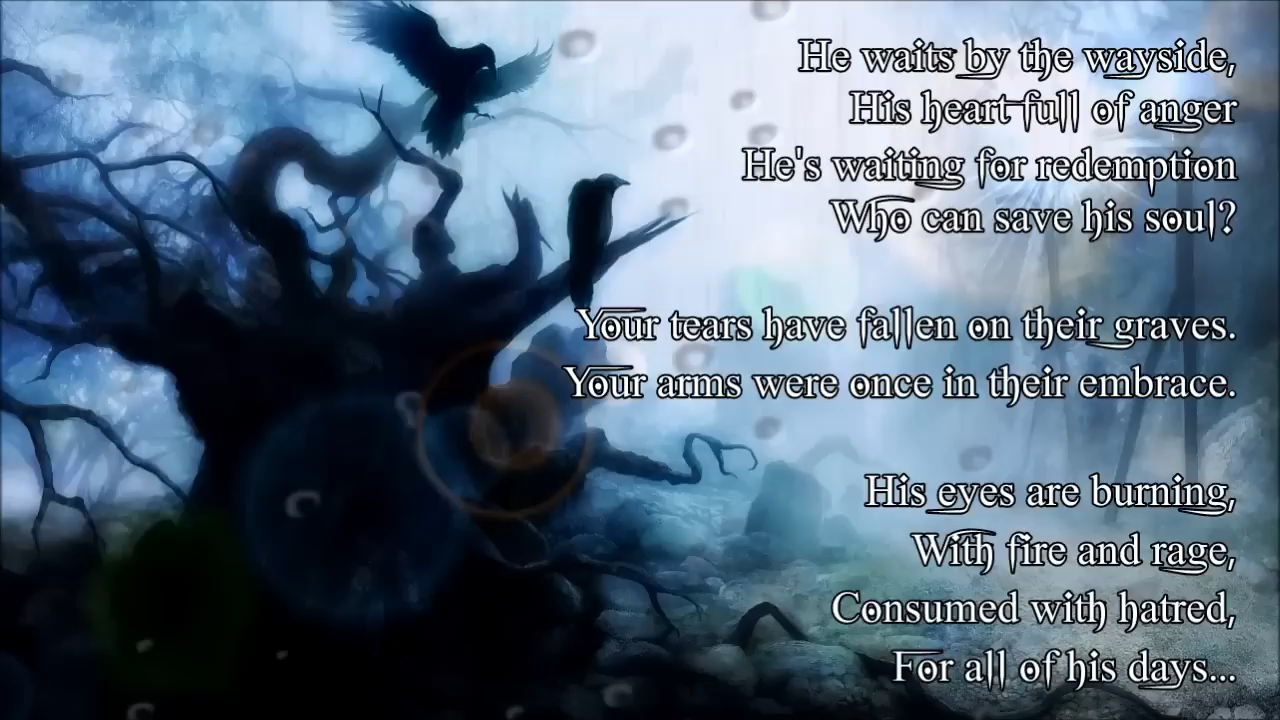 He waits by the wayside,
His heart full of anger
He's waiting for redemption
Who can save his soul?
Your tears have fallen on their graves.
Your arms were once in their embrace.
His eyes are burning,
With fire and rage,
Consumed with hatred,
For all of his days...